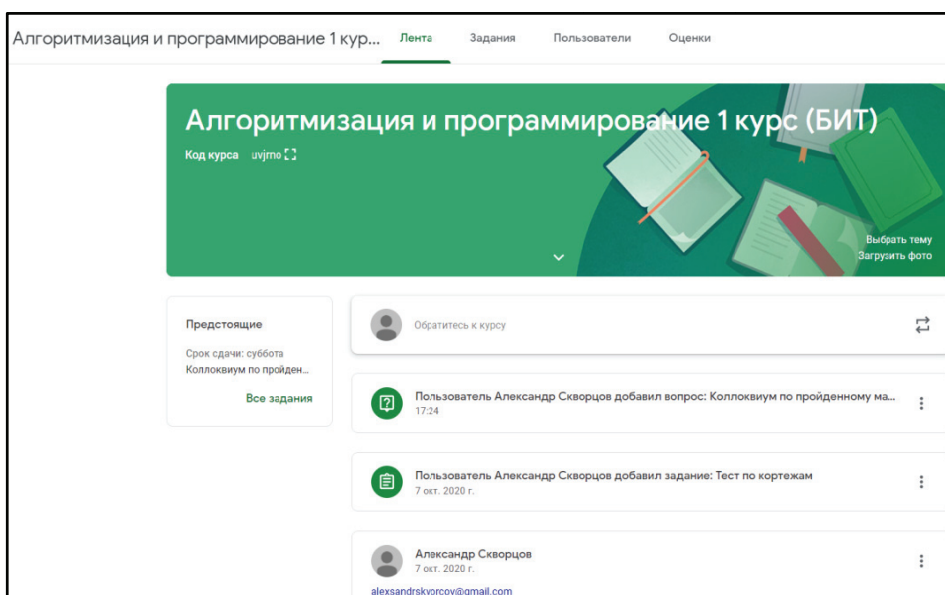 Алгоритмизация и программирование 1 кур... Лента Задания Пользователи Оценки
Алгоритмизация и программирование 1 курс (БИТ)
Код курса uvjmo
Выбрать тему
Загрузить фото
Предстоящие
Срок сдачи: суббота
Коллоквиум по пройден...
Все задания
Обратитесь к курсу
Пользователь Александр Скворцов добавил вопрос: Коллоквиум по пройденному ма...
17:24
Пользователь Александр Скворцов добавил задание: Тест по кортежам
7 окт. 2020 г.
Александр Скворцов
7 окт. 2020 г.
alexsandrskvorcov@gmail.com